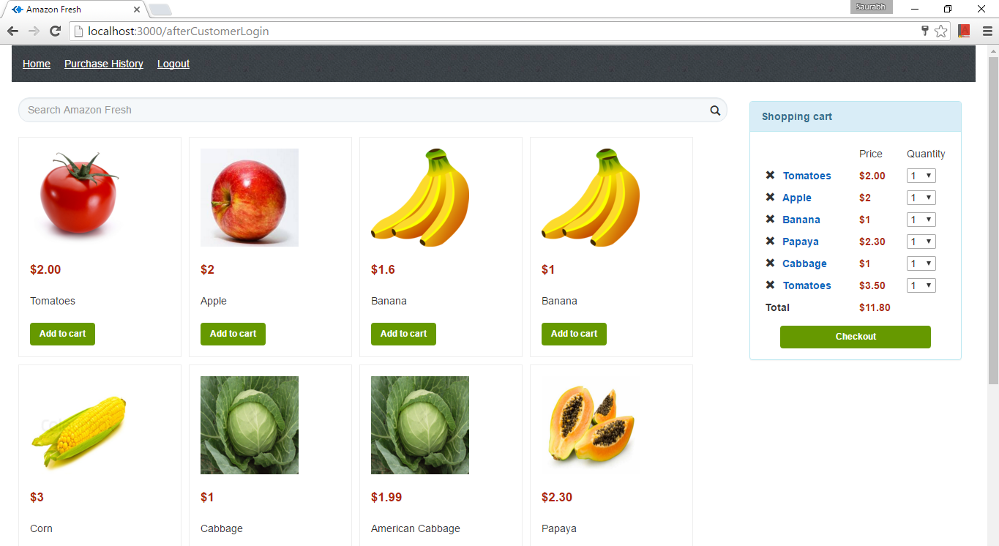 Amazon Fresh
Saurabh
localhost:3000/afterCustomerLogin
Home Purchase History Logout
Search Amazon Fresh
$2.00
Tomatoes
Add to cart
$2
Apple
Add to cart
$1.6
Banana
Add to cart
$1
Banana
Add to cart
$3
Corn
$1
Cabbage
$1.99
American Cabbage
$2.30
Papaya
Shopping cart
Price Quantity
Tomatoes $2.00 1
Apple $2 1
Banana $1 1
Papaya $2.30 1
Cabbage $1 1
Tomatoes $3.50 1
Total $11.80
Checkout